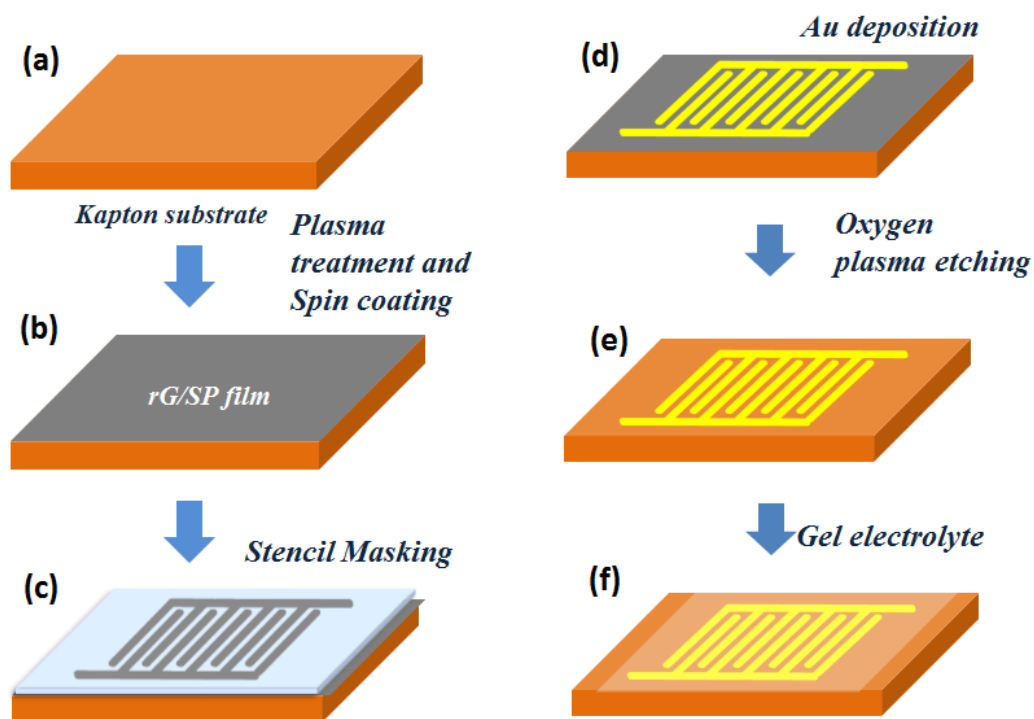 (a)
Kapton substrate
Plasma
treatment and
Spin coating
(b)
rG/SP film
Stencil Masking
(c)
Au deposition
(d)
Oxygen
plasma etching
(e)
Gel electrolyte
(f)